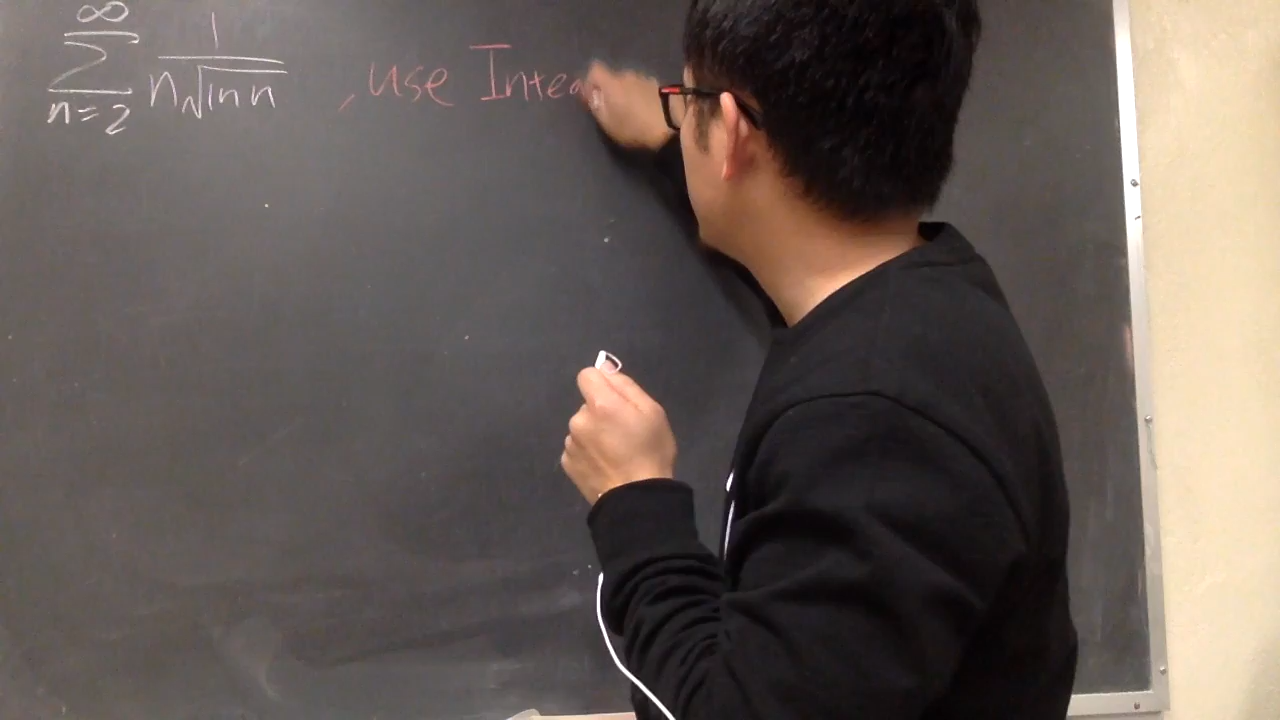 ∞
∑ 1/(n√(ln n)) , use Integ
n=2